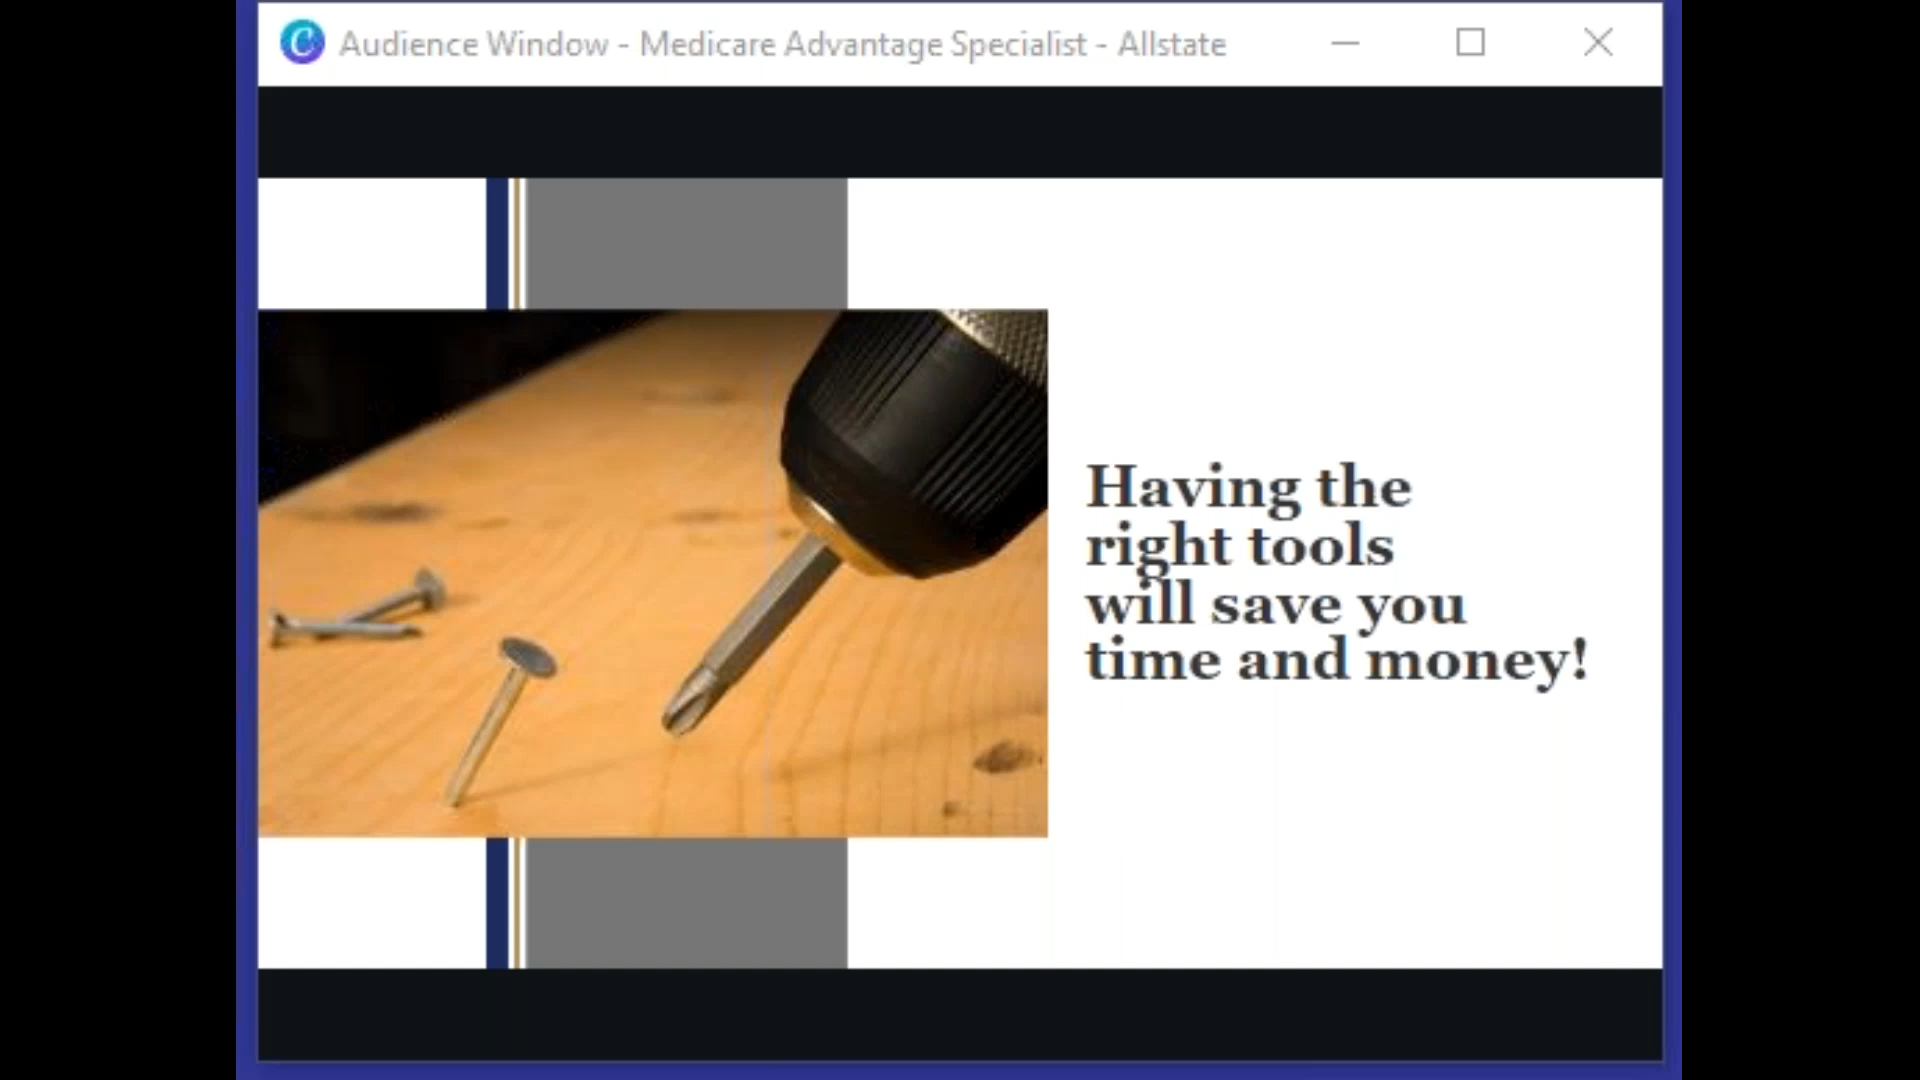 Audience Window - Medicare Advantage Specialist - Allstate
Having the
right tools
will save you
time and money!